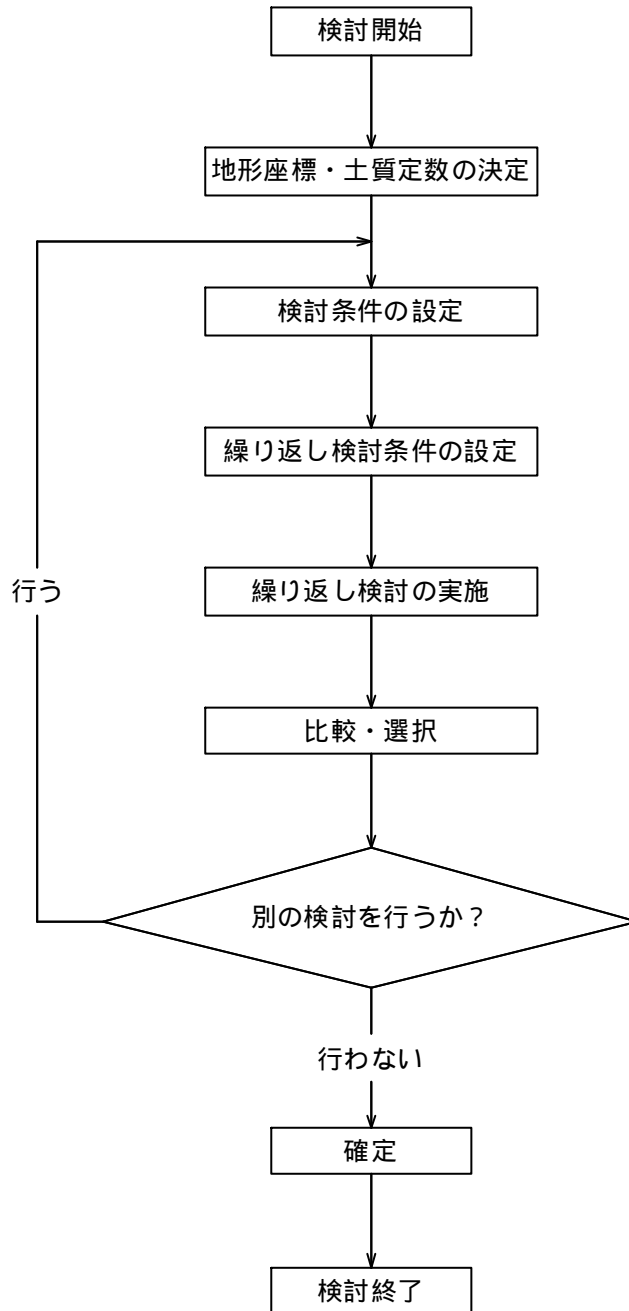 検討開始
地形座標・土質定数の決定
検討条件の設定
繰り返し検討条件の設定
繰り返し検討の実施
行う
比較・選択
別の検討を行うか？
行わない
確定
検討終了